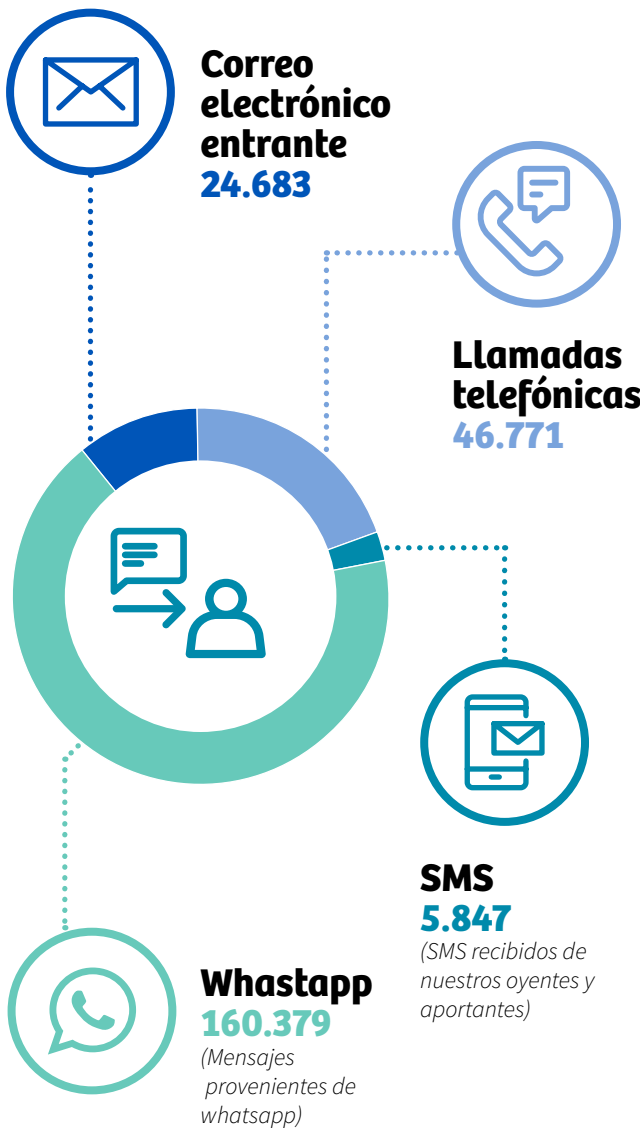 Correo
electrónico
entrante
24.683
Llamadas
telefónicas
46.771
SMS
5.847
(SMS recibidos de
nuestros oyentes y
aportantes)
Whastapp
160.379
(Mensajes
provenientes de
whatsapp)